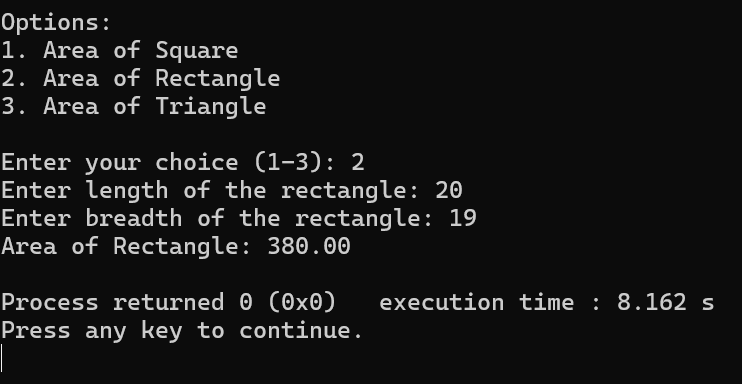 Options:
1. Area of Square
2. Area of Rectangle
3. Area of Triangle
Enter your choice (1-3): 2
Enter length of the rectangle: 20
Enter breadth of the rectangle: 19
Area of Rectangle: 380.00
Process returned 0 (0x0)   execution time : 8.162 s
Press any key to continue.